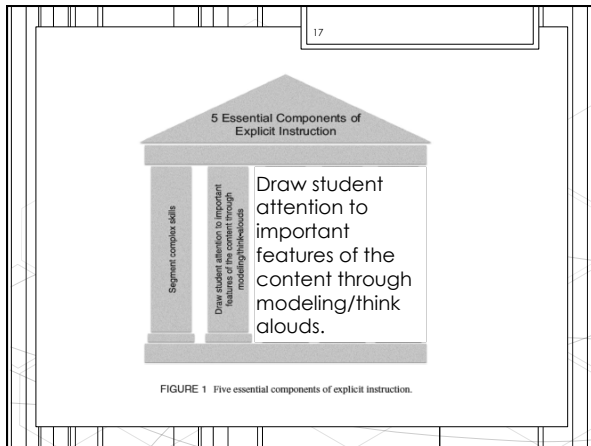 17
5 Essential Components of
Explicit Instruction
Segment complex skills
Draw student attention to important
features of the content through
modeling/think-alouds
Draw student
attention to
important
features of the
content through
modeling/think
alouds.
FIGURE 1 Five essential components of explicit instruction.